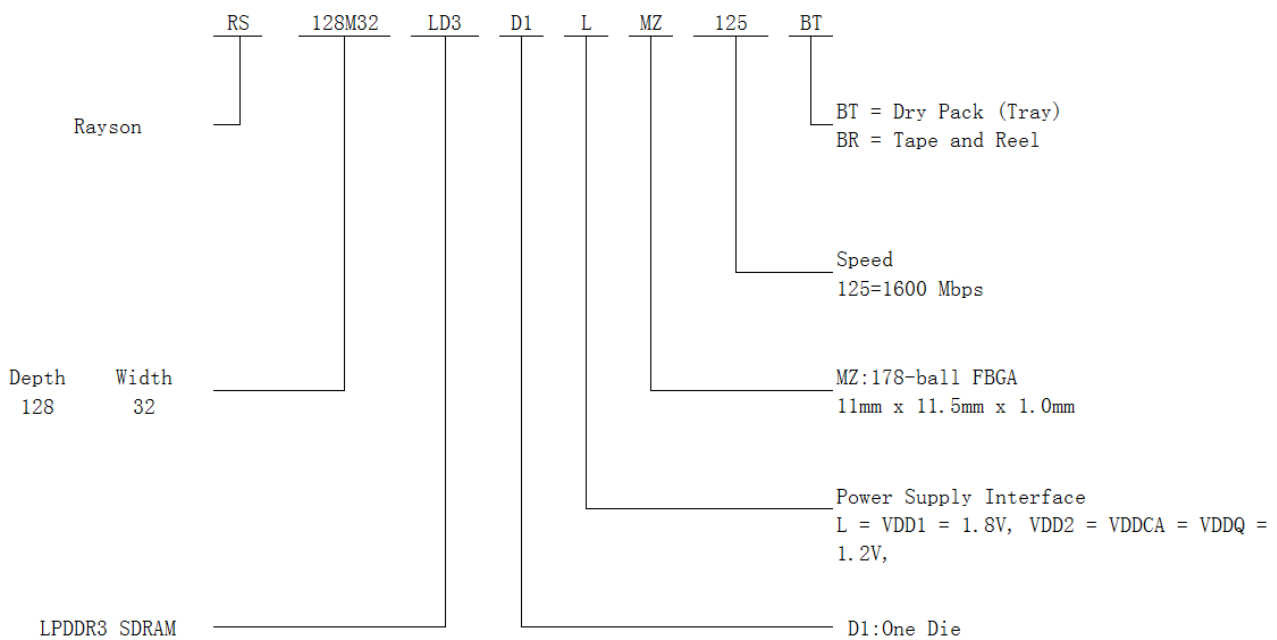 RS 128M32 LD3 D1 L MZ 125 BT
BT = Dry Pack (Tray)
Rayson
BR = Tape and Reel
Speed
125=1600 Mbps
Depth Width MZ:178-ball FBGA
128 32 11mm x 11.5mm x 1.0mm
Power Supply Interface
L = VDD1 = 1.8V, VDD2 = VDDCA = VDDQ =
1.2V,
LPDDR3 SDRAM D1:One Die